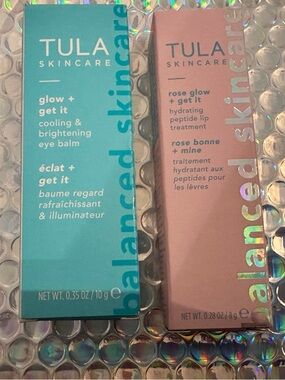 TULA
SKINCARE
glow +
get it
cooling &
brightening
eye balm
éclat +
get it
baume regard
rafraîchissant
& illuminateur
NET WT. 0.35 OZ / 10 g ℮
balanced skincare
TULA
SKINCARE
rose glow
+ get it
hydrating
peptide lip
treatment
rose bonne
+ mine
traitement
hydratant aux
peptides pour
les lèvres
NET WT. 0.28 OZ / 8 g ℮
alanced skincare